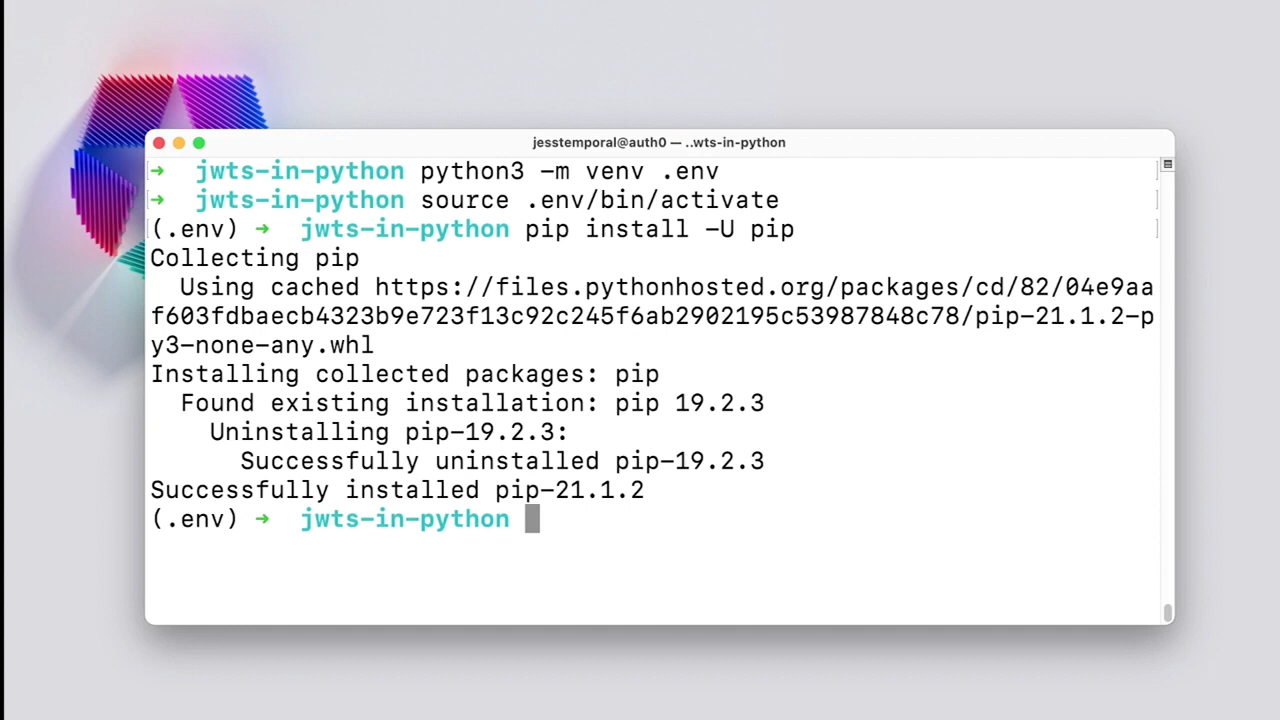 jesstemporal@auth0 — ..wts-in-python
➜ jwts-in-python python3 -m venv .env
➜ jwts-in-python source .env/bin/activate
(.env) ➜ jwts-in-python pip install -U pip
Collecting pip
Using cached https://files.pythonhosted.org/packages/cd/82/04e9aa
f603fdbaecb4323b9e723f13c92c245f6ab2902195c53987848c78/pip-21.1.2-p
y3-none-any.whl
Installing collected packages: pip
Found existing installation: pip 19.2.3
Uninstalling pip-19.2.3:
Successfully uninstalled pip-19.2.3
Successfully installed pip-21.1.2
(.env) ➜ jwts-in-python